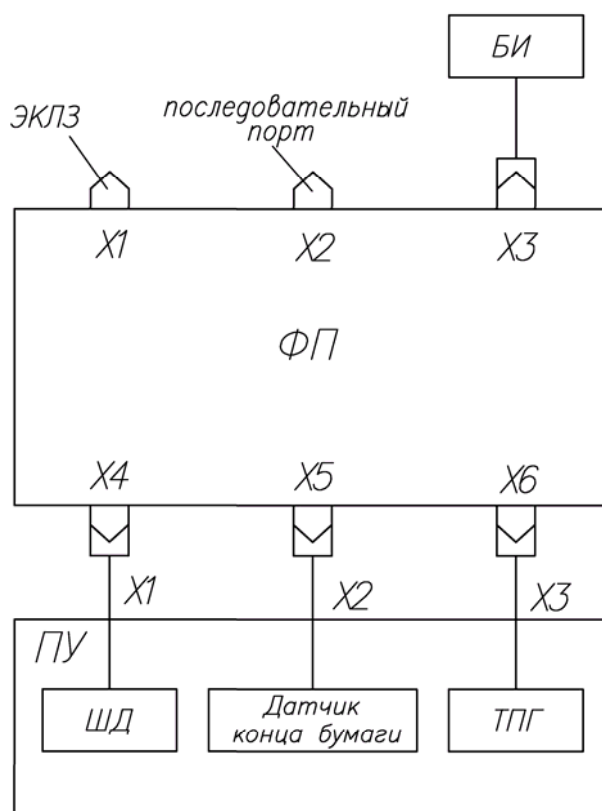 БИ
ЭКЛЗ
последовательный
порт
X1
X2
X3
ФП
X4
X5
X6
X1
X2
X3
ПУ
ШД
Датчик
конца бумаги
ТПГ